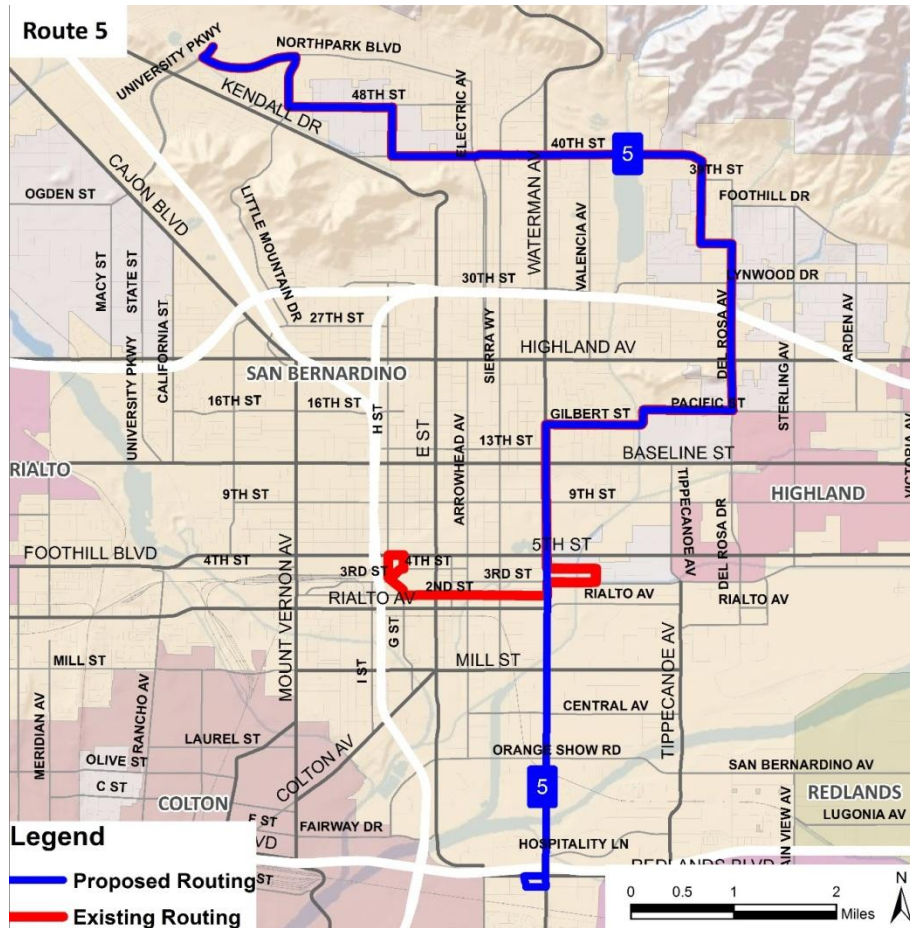 Route 5
UNIVERSITY PKWY
NORTHPARK BLVD
KENDALL DR
48TH ST
ELECTRIC AV
40TH ST
5
39TH ST
CAJON BLVD
OGDEN ST
LITTLE MOUNTAIN DR
WATERMAN AV
VALENCIA AV
FOOTHILL DR
MACY ST
STATE ST
UNIVERSITY PKWY
CALIFORNIA ST
30TH ST
LYNWOOD DR
27TH ST
SIERRA WY
DEL ROSA AV
ARDEN AV
HIGHLAND AV
SAN BERNARDINO
STERLING AV
16TH ST
16TH ST
H ST
E ST
GILBERT ST
PACIFIC ST
13TH ST
ARROWHEAD AV
BASELINE ST
RIALTO
9TH ST
9TH ST
TIPPECANOE AV
DEL ROSA DR
HIGHLAND
MOUNT VERNON AV
FOOTHILL BLVD
4TH ST
4TH ST
5TH ST
3RD ST
3RD ST
2ND ST
RIALTO AV
RIALTO AV
RIALTO AV
G ST
I ST
MILL ST
MILL ST
TIPPECANOE AV
MERIDIAN AV
RANCHO AV
CENTRAL AV
LAUREL ST
COLTON AV
ORANGE SHOW RD
OLIVE ST
C ST
SAN BERNARDINO AV
5
COLTON
REDLANDS
F ST
FAIRWAY DR
LUGONIA AV
HOSPITALITY LN
REDLANDS BLVD
Legend
Proposed Routing
Existing Routing
0 0.5 1 2
Miles
N